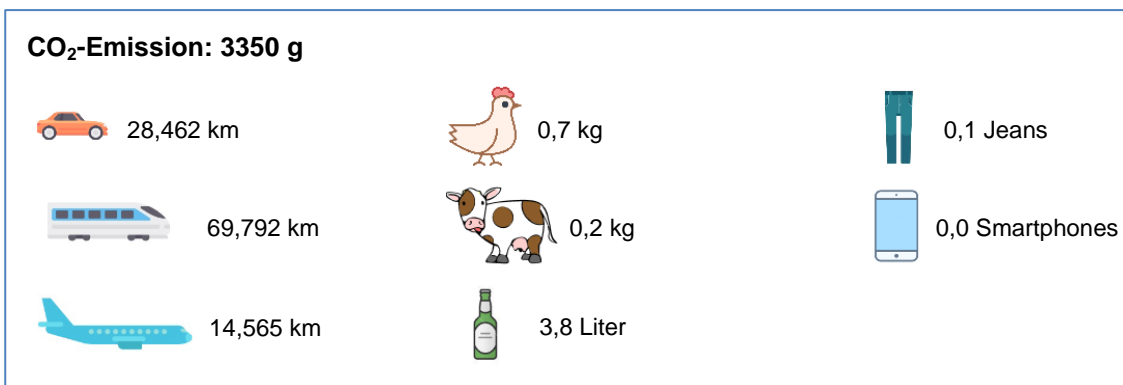 CO₂-Emission: 3350 g
28,462 km
0,7 kg
0,1 Jeans
69,792 km
0,2 kg
0,0 Smartphones
14,565 km
3,8 Liter